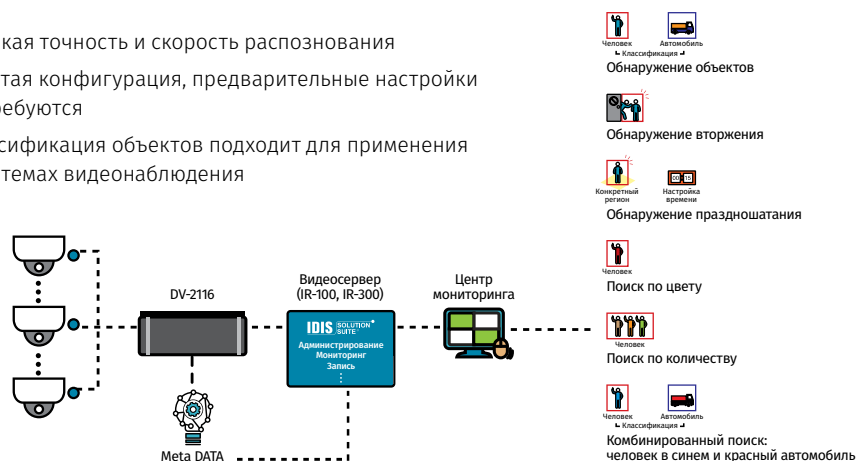 кая точность и скорость распознования
тая конфигурация, предварительные настройки
ребуются
сификация объектов подходит для применения
стемах видеонаблюдения
DV-2116
Видеосервер
(IR-100, IR-300)
IDIS SOLUTION
SUITE
Администрирование
Мониторинг
Запись
Центр
мониторинга
Meta DATA
Человек Автомобиль
Классификация
Обнаружение объектов
Обнаружение вторжения
00 15
Конкретный
регион
Настройка
времени
Обнаружение праздношатания
Человек
Поиск по цвету
Человек
Поиск по количеству
Человек Автомобиль
Классификация
Комбинированный поиск:
человек в синем и красный автомобиль